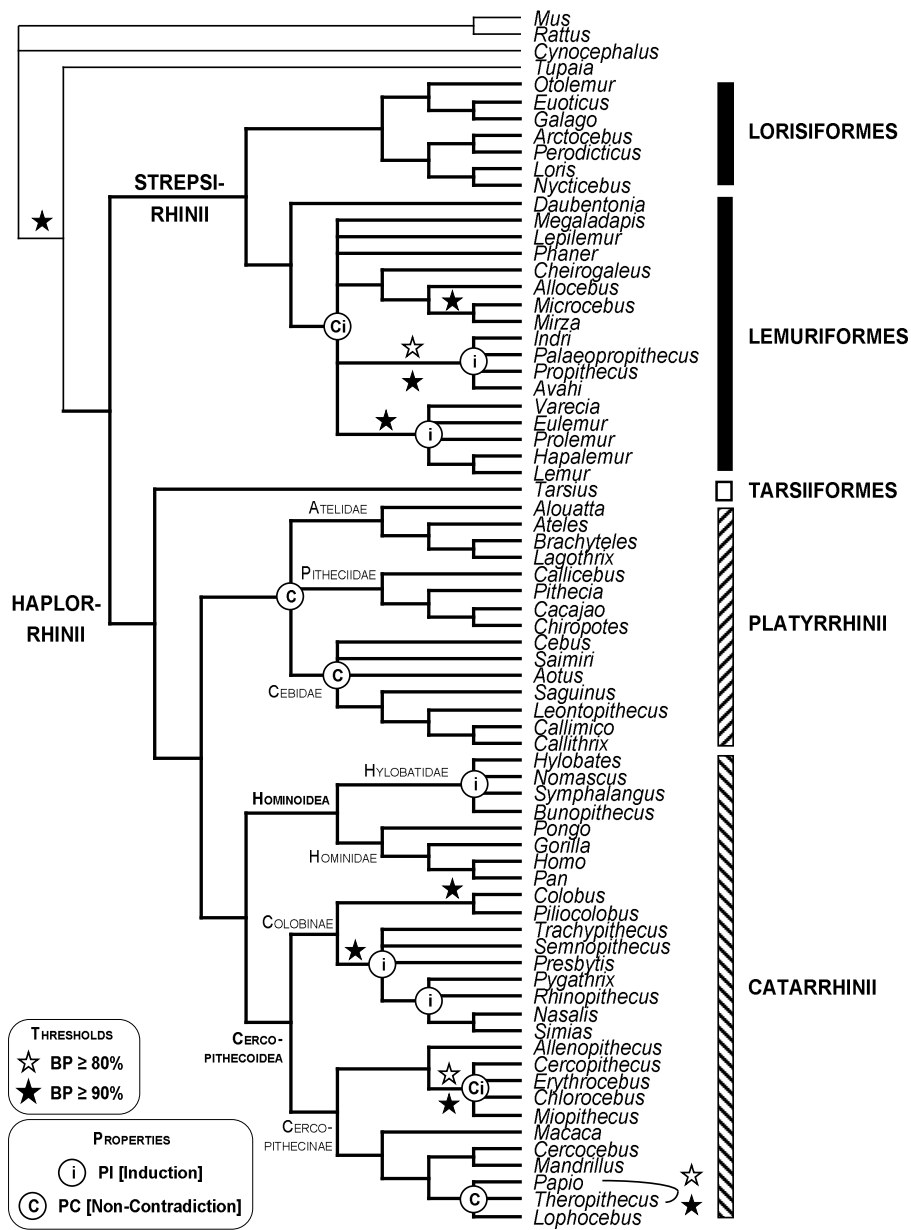 Mus
Rattus
Cynocephalus
Tupaia
Otolemur
Euoticus
Galago
Arctocebus
Perodicticus
Loris
Nycticebus
LORISIFORMES
STREPSI-
RHINII
Daubentonia
Megaladapis
Lepilemur
Phaner
Cheirogaleus
Allocebus
Microcebus
Mirza
Ci
Indri
Palaeopropithecus
Propithecus
Avahi
i
LEMURIFORMES
Varecia
Eulemur
Prolemur
Hapalemur
Lemur
i
Tarsius
TARSIIFORMES
HAPLOR-
RHINII
ATELIDAE
Alouatta
Ateles
Brachyteles
Lagothrix
PITHECIIDAE
Callicebus
Pithecia
Cacajao
Chiropotes
C
PLATYRRHINII
Cebus
Saimiri
Aotus
C
CEBIDAE
Saguinus
Leontopithecus
Callimico
Callithrix
HYLOBATIDAE
Hylobates
Nomascus
Symphalangus
Bunopithecus
i
HOMINOIDEA
HOMINIDAE
Pongo
Gorilla
Homo
Pan
COLOBINAE
Colobus
Piliocolobus
Trachypithecus
Semnopithecus
Presbytis
i
Pygathrix
Rhinopithecus
Nasalis
Simias
i
CATARRHINII
CERCO-
PITHECOIDEA
Allenopithecus
Cercopithecus
Erythrocebus
Chlorocebus
Miopithecus
Ci
CERCO-
PITHECINAE
Macaca
Cercocebus
Mandrillus
Papio
Theropithecus
Lophocebus
C
THRESHOLDS
BP ≥ 80%
BP ≥ 90%
PROPERTIES
i PI [Induction]
C PC [Non-Contradiction]